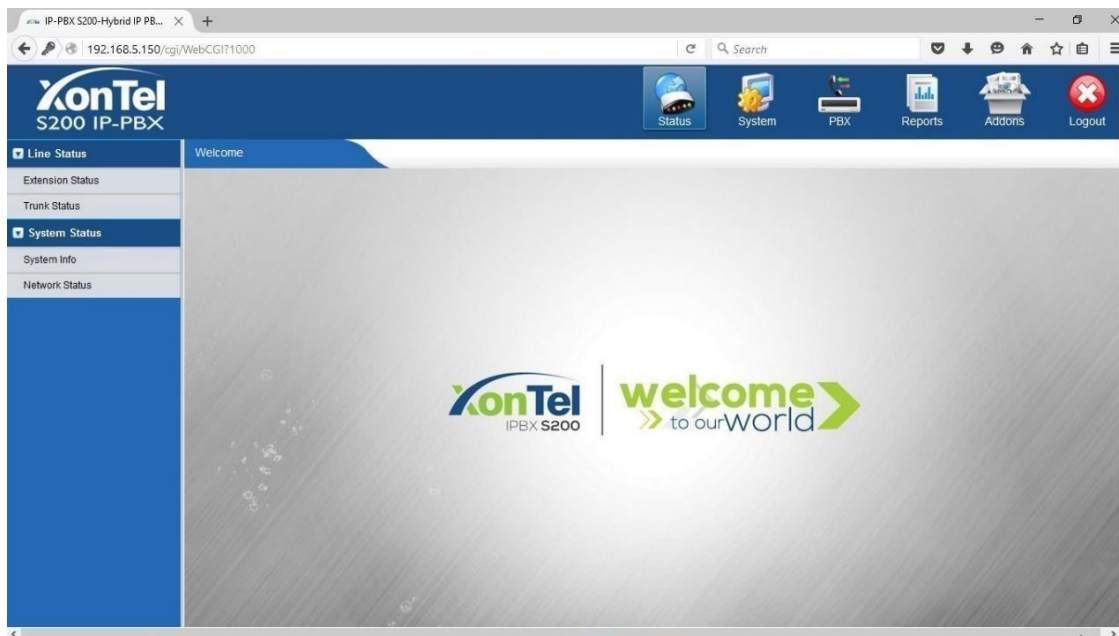 IP-PBX S200-Hybrid IP PB...
192.168.5.150/cgi/WebCGI?1000
Search
XonTel
S200 IP-PBX
Status
System
PBX
Reports
Addons
Logout
Line Status
Welcome
Extension Status
Trunk Status
System Status
System Info
Network Status
XonTel
IPBX S200
welcome
to our world